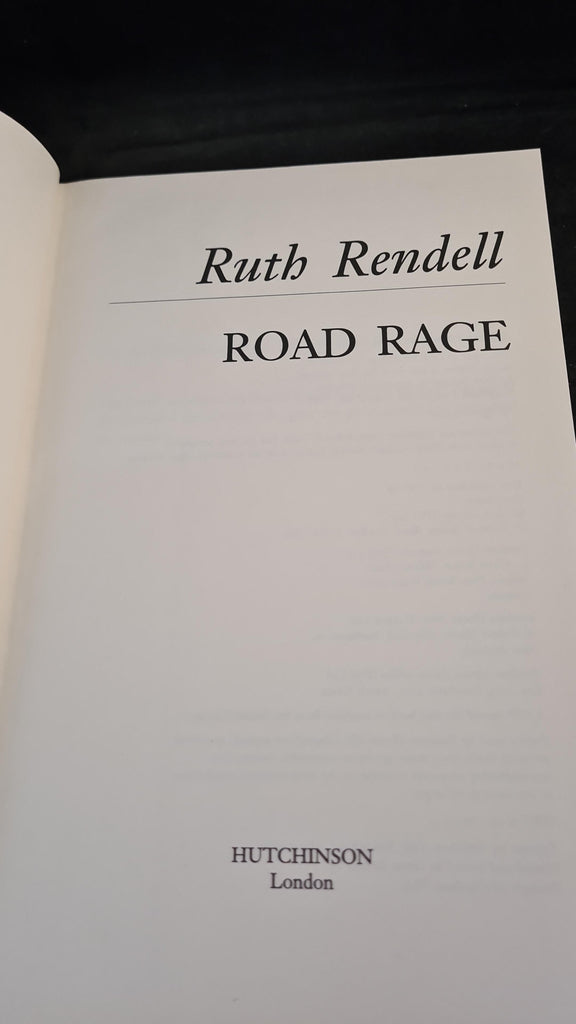 Ruth Rendell
ROAD RAGE
HUTCHINSON
London